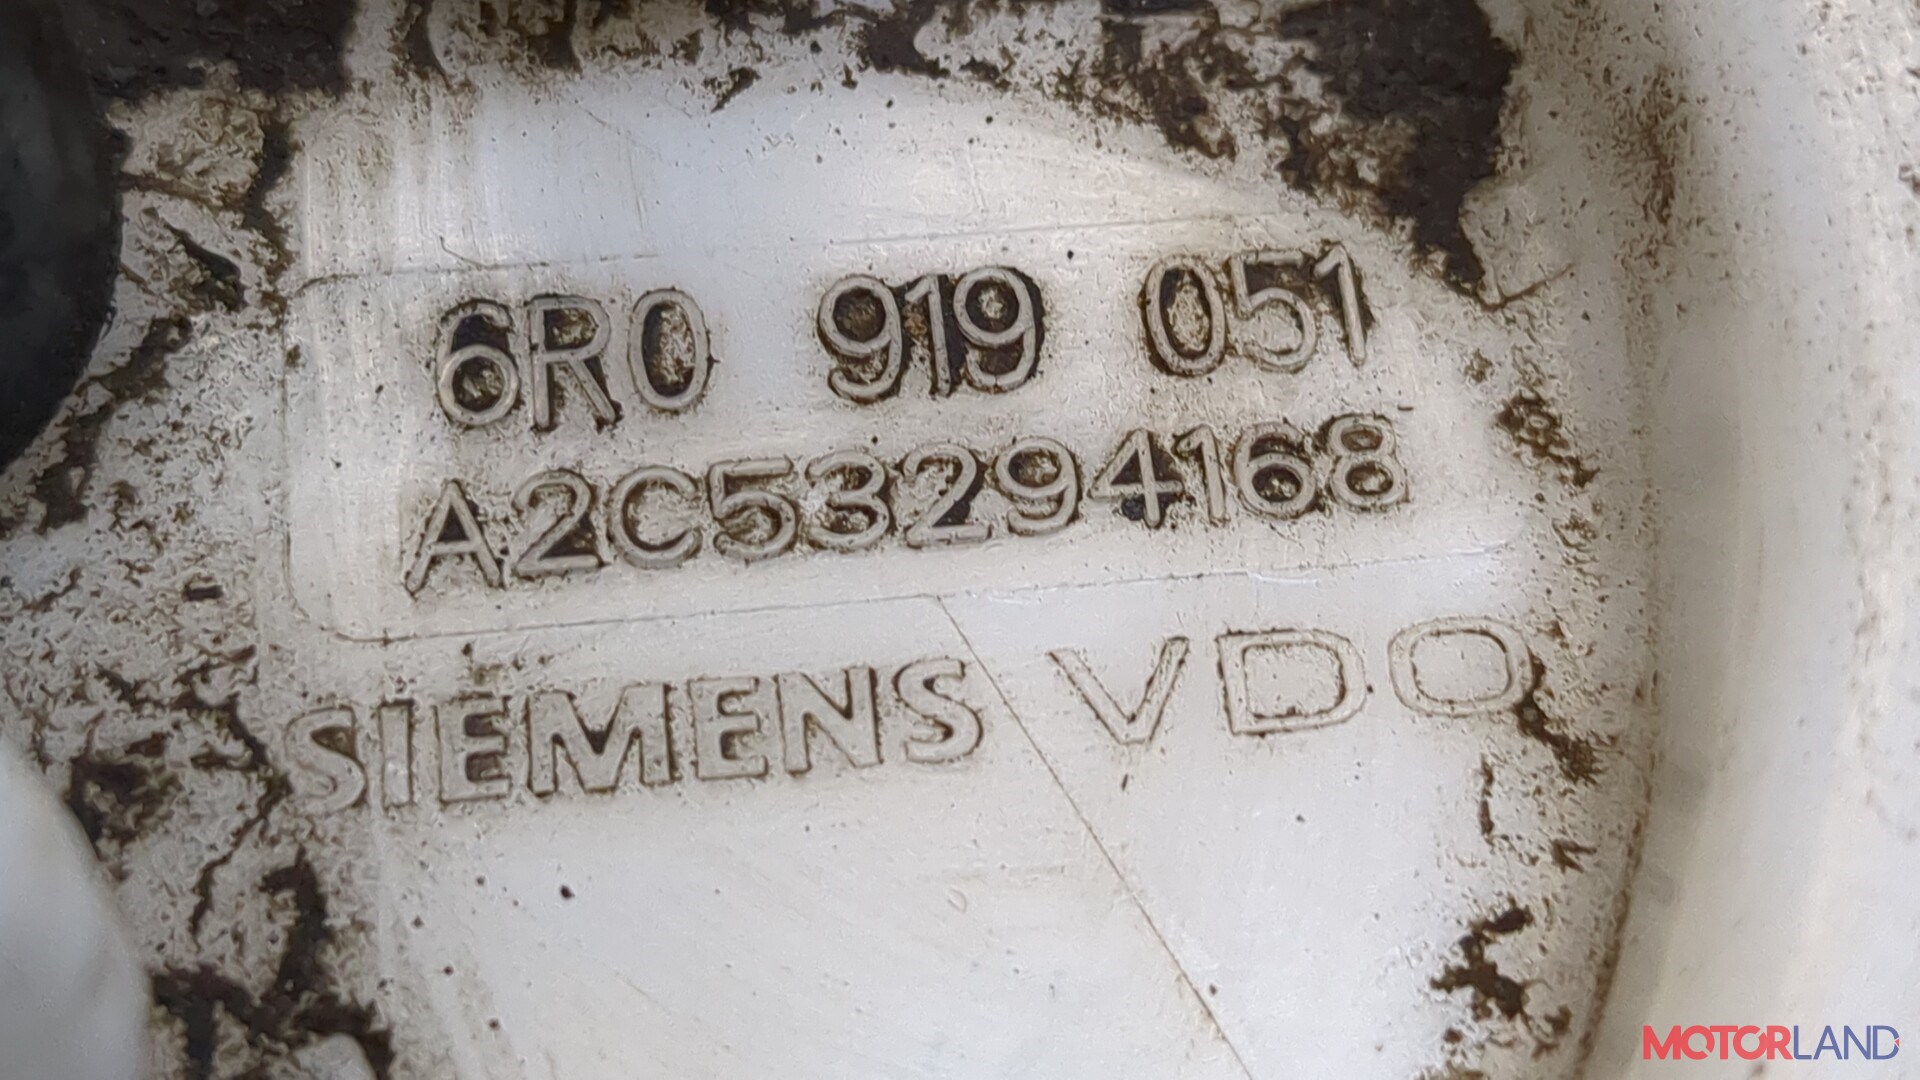 6R0 919 051
A2C53294168
SIEMENS VDO
MOTORLAND